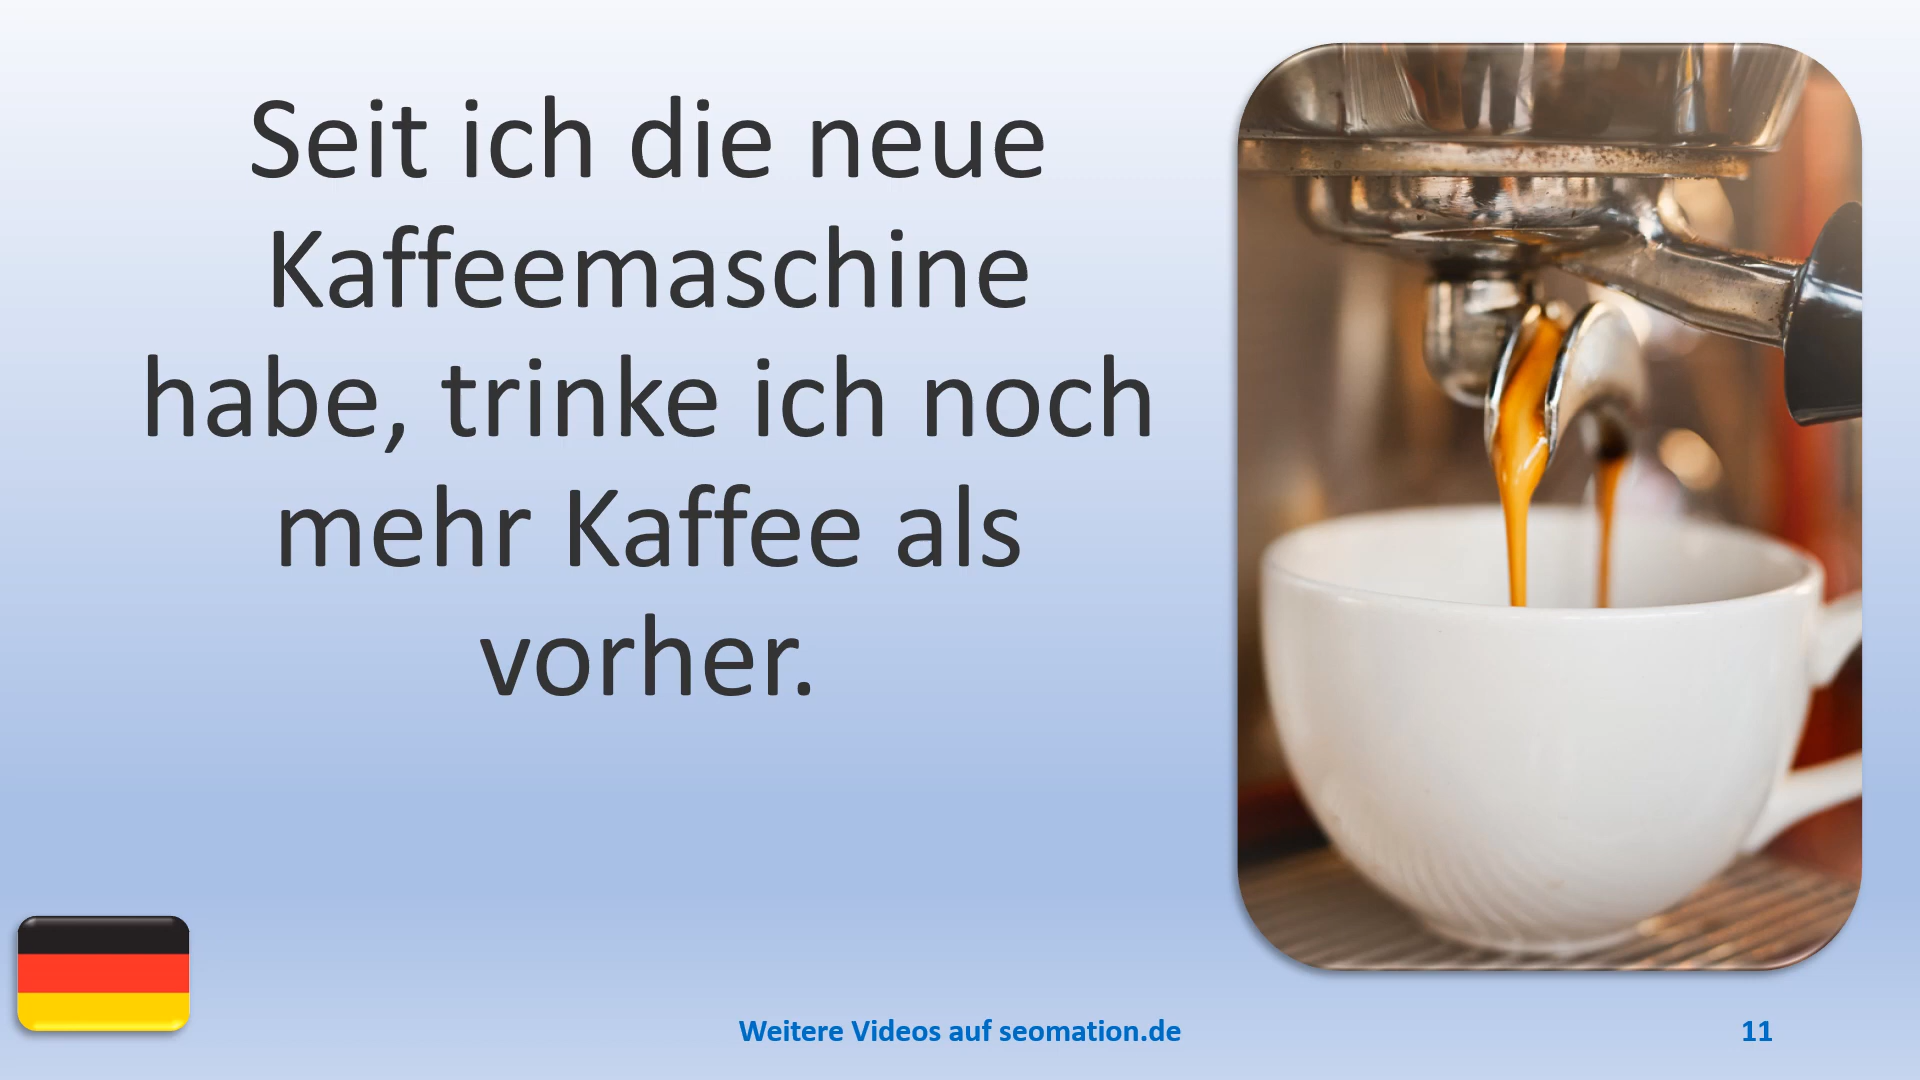 Seit ich die neue
Kaffeemaschine
habe, trinke ich noch
mehr Kaffee als
vorher.
Weitere Videos auf seomation.de
11